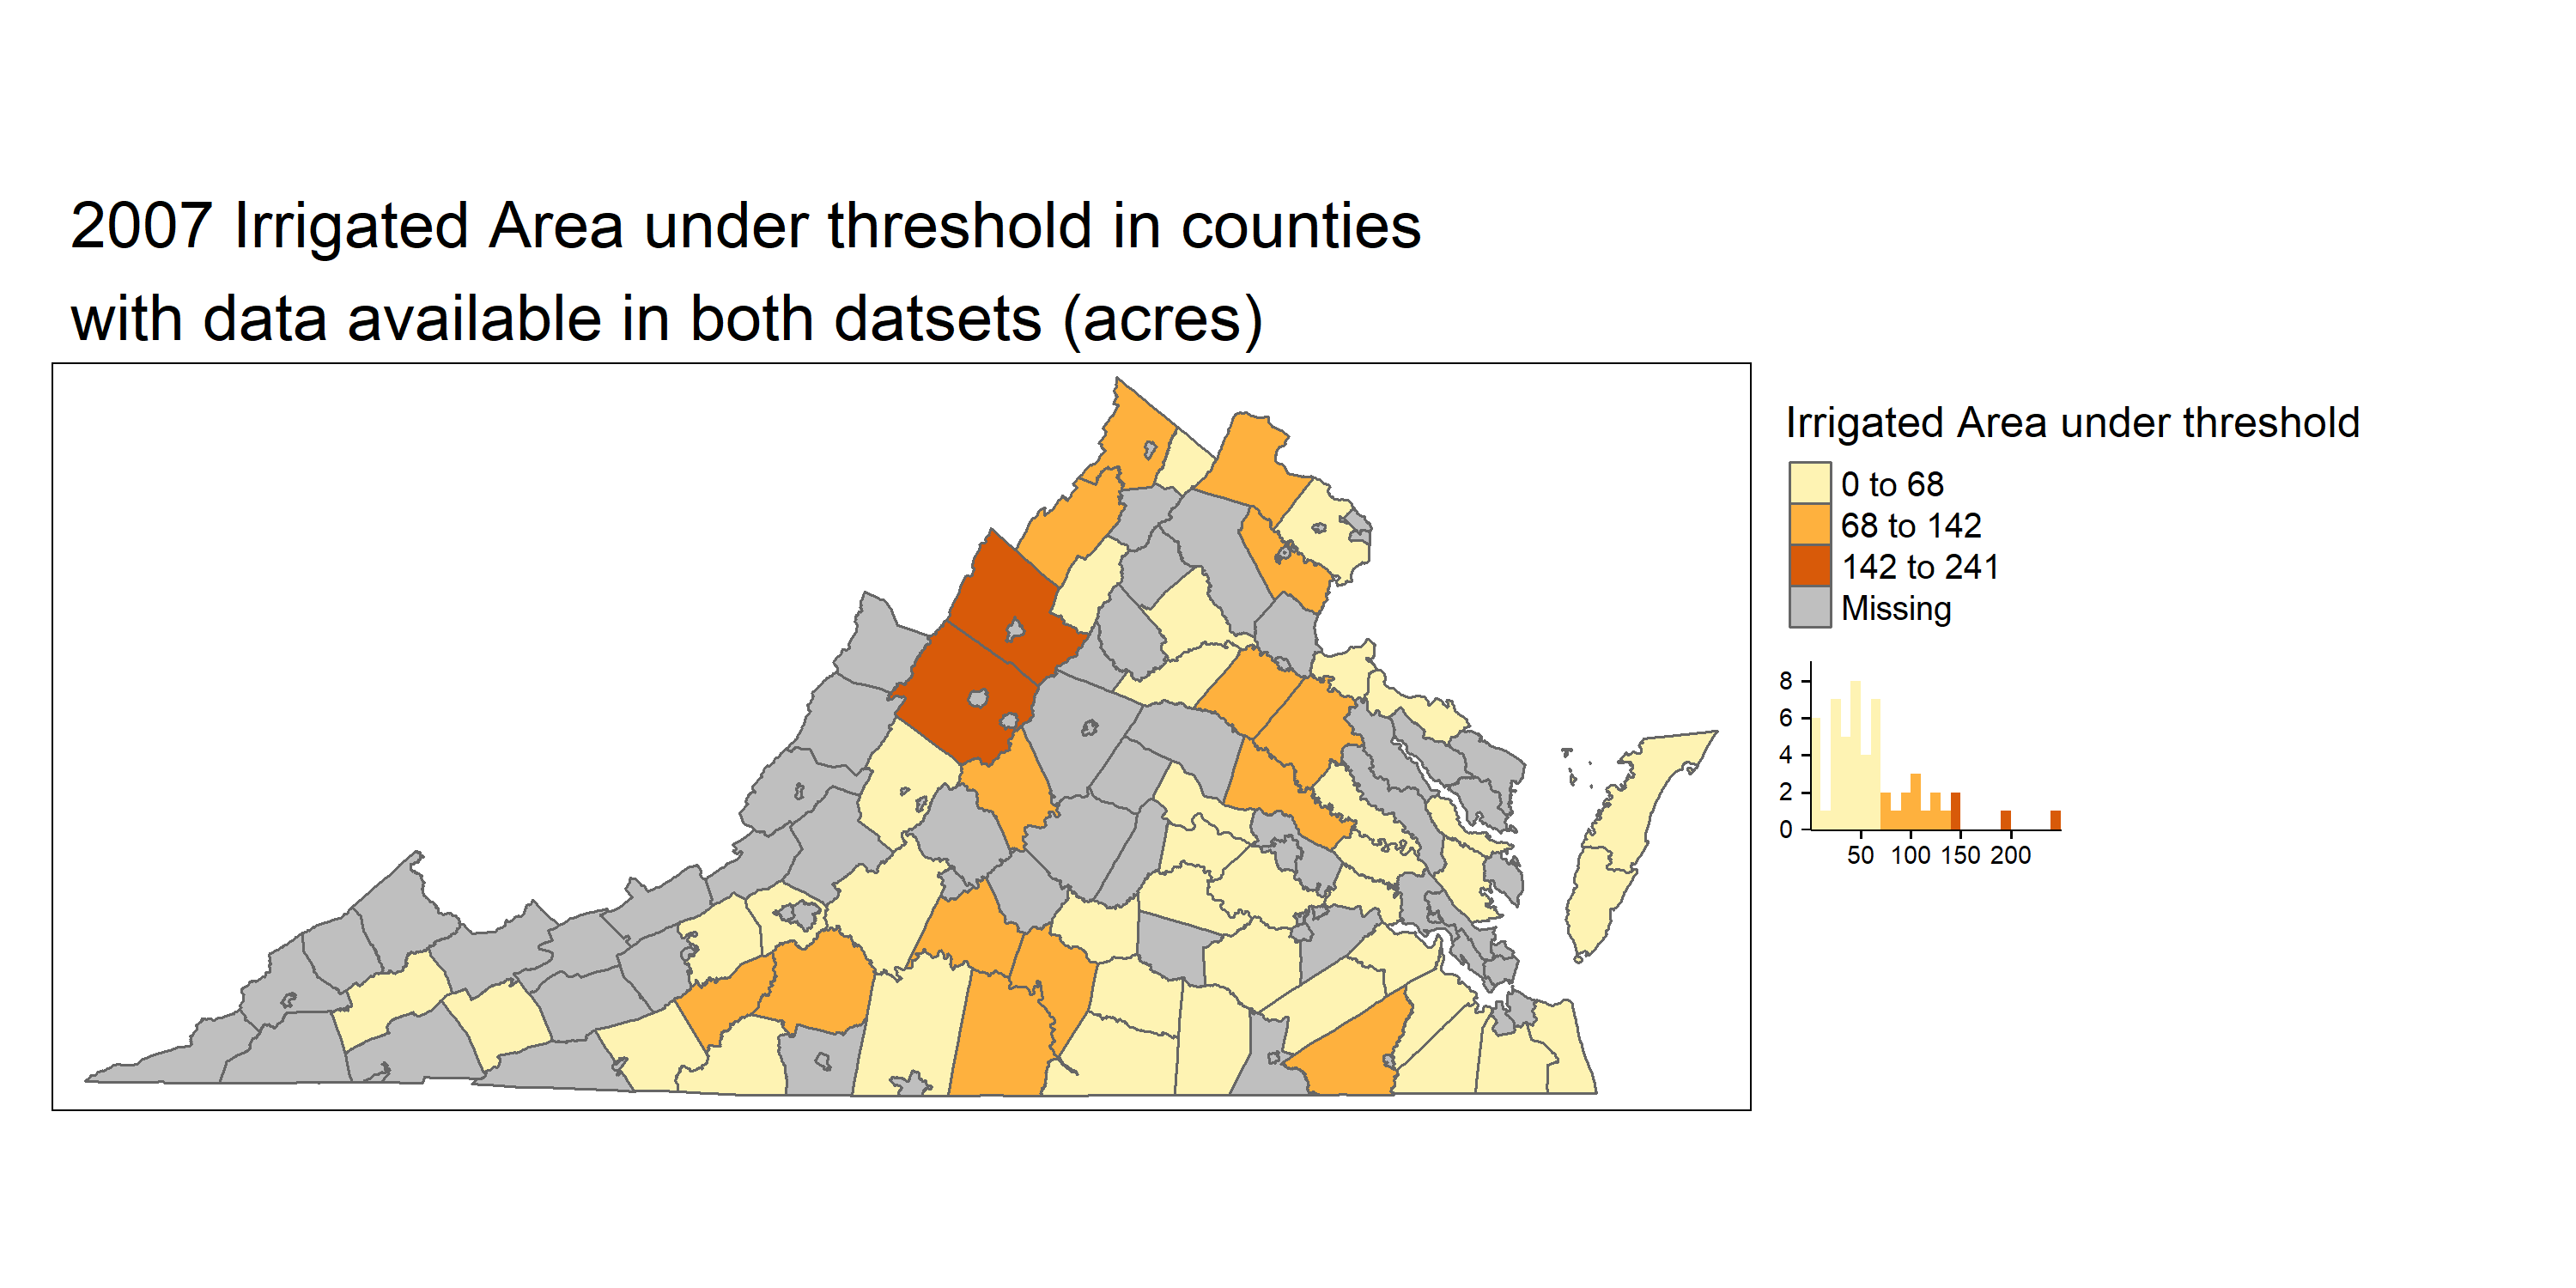 2007 Irrigated Area under threshold in counties
with data available in both datsets (acres)
Irrigated Area under threshold
0 to 68
68 to 142
142 to 241
Missing
8
6
4
2
0
50 100 150 200